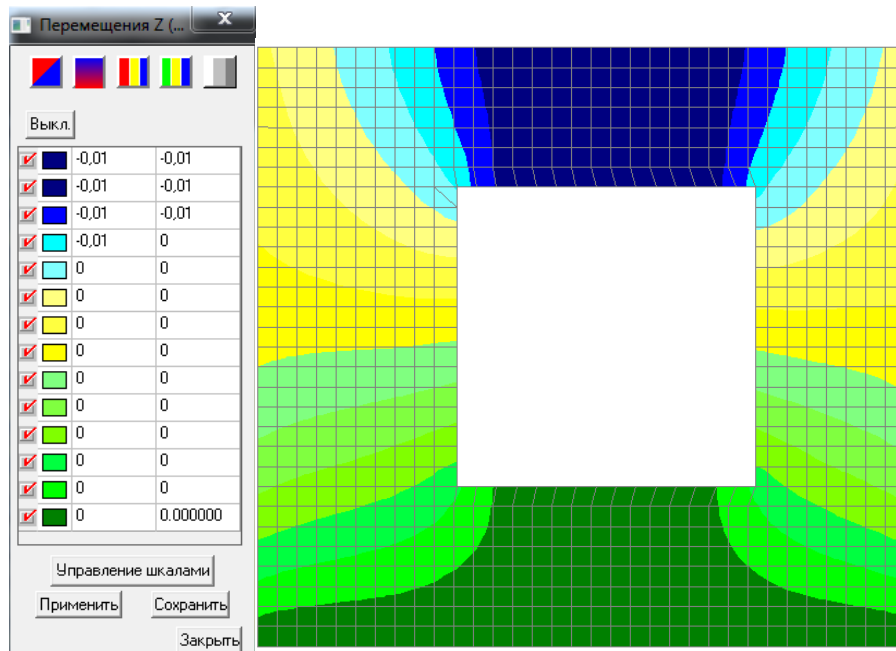 Перемещения Z (...
X
Выкл.
-0,01 -0,01
-0,01 -0,01
-0,01 -0,01
-0,01 0
0 0
0 0
0 0
0 0
0 0
0 0
0 0
0 0
0 0
0 0.000000
Управление шкалами
Применить Сохранить
Закрыть